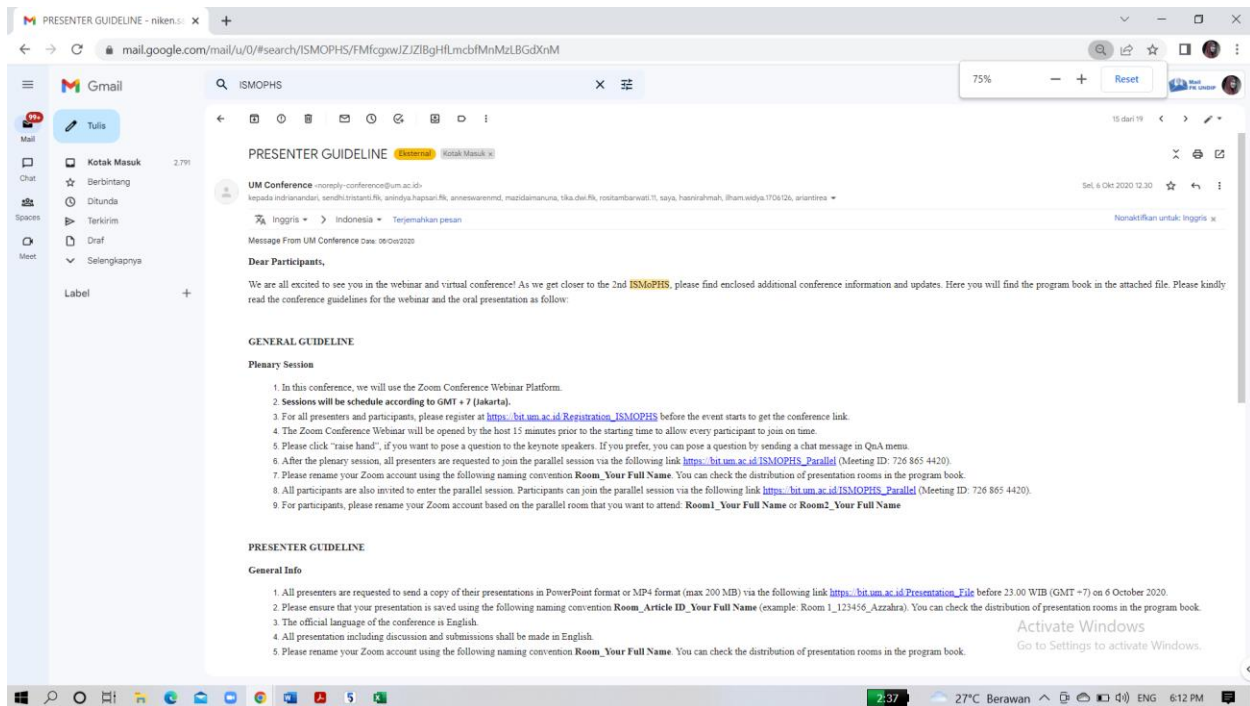 PRESENTER GUIDELINE - niken.s
mail.google.com/mail/u/0/#search/ISMOPHS/FMfcgxwJZJZlBgHfLmcbfMnMzLBGdXnM
Gmail
ISMOPHS
75%
Reset
99+
Mail
Tulis
15 dari 19
Chat
Spaces
Meet
Kotak Masuk 2.791
Berbintang
Ditunda
Terkirim
Draf
Selengkapnya
Label
PRESENTER GUIDELINE Eksternal Kotak Masuk x
UM Conference <noreply-conference@um.ac.id> Sel, 6 Okt 2020 12.30
kepada indrianandari, sendhi.tristanti.fik, anindya.hapsari.fik, anneswarenmd, mazidaimanuna, tika.dwi.fik, rositambarwati.11, saya, hasnirahmah, ilham.widya.1706126, ariantirea
Inggris > Indonesia Terjemahkan pesan Nonaktifkan untuk: Inggris x
Message From UM Conference Date: 06/Oct/2020
Dear Participants,
We are all excited to see you in the webinar and virtual conference! As we get closer to the 2nd ISMoPHS, please find enclosed additional conference information and updates. Here you will find the program book in the attached file. Please kindly
read the conference guidelines for the webinar and the oral presentation as follow:
GENERAL GUIDELINE
Plenary Session
1. In this conference, we will use the Zoom Conference Webinar Platform.
2. Sessions will be schedule according to GMT + 7 (Jakarta).
3. For all presenters and participants, please register at https://bit.um.ac.id/Registration_ISMOPHS before the event starts to get the conference link.
4. The Zoom Conference Webinar will be opened by the host 15 minutes prior to the starting time to allow every participant to join on time.
5. Please click “raise hand”, if you want to pose a question to the keynote speakers. If you prefer, you can pose a question by sending a chat message in QnA menu.
6. After the plenary session, all presenters are requested to join the parallel session via the following link https://bit.um.ac.id/ISMOPHS_Parallel (Meeting ID: 726 865 4420).
7. Please rename your Zoom account using the following naming convention Room_Your Full Name. You can check the distribution of presentation rooms in the program book.
8. All participants are also invited to enter the parallel session. Participants can join the parallel session via the following link https://bit.um.ac.id/ISMOPHS_Parallel (Meeting ID: 726 865 4420).
9. For participants, please rename your Zoom account based on the parallel room that you want to attend: Room1_Your Full Name or Room2_Your Full Name
PRESENTER GUIDELINE
General Info
1. All presenters are requested to send a copy of their presentations in PowerPoint format or MP4 format (max 200 MB) via the following link https://bit.um.ac.id/Presentation_File before 23.00 WIB (GMT +7) on 6 October 2020.
2. Please ensure that your presentation is saved using the following naming convention Room_Article ID_Your Full Name (example: Room 1_123456_Azzahra). You can check the distribution of presentation rooms in the program book.
3. The official language of the conference is English.
4. All presentation including discussion and submissions shall be made in English.
5. Please rename your Zoom account using the following naming convention Room_Your Full Name. You can check the distribution of presentation rooms in the program book.
Activate Windows
Go to Settings to activate Windows.
2:37
27°C Berawan
ENG
6:12 PM